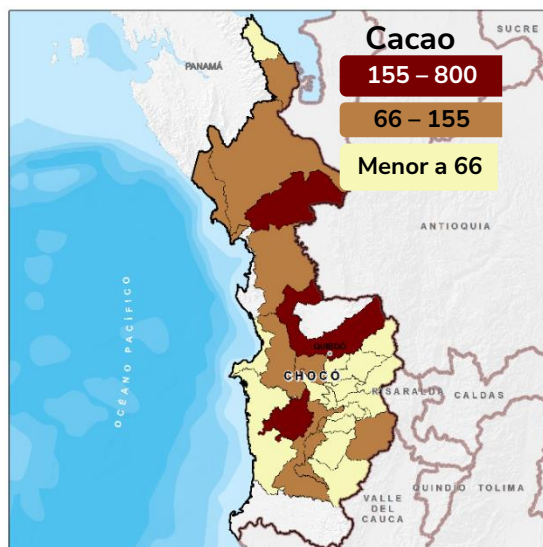 Cacao
155 – 800
66 – 155
Menor a 66
SUCRE
PANAMÁ
ANTIOQUIA
OCÉANO PACÍFICO
QUIBDÓ
CHOCÓ
RISARALDA
CALDAS
QUINDÍO
TOLIMA
VALLE
DEL
CAUCA